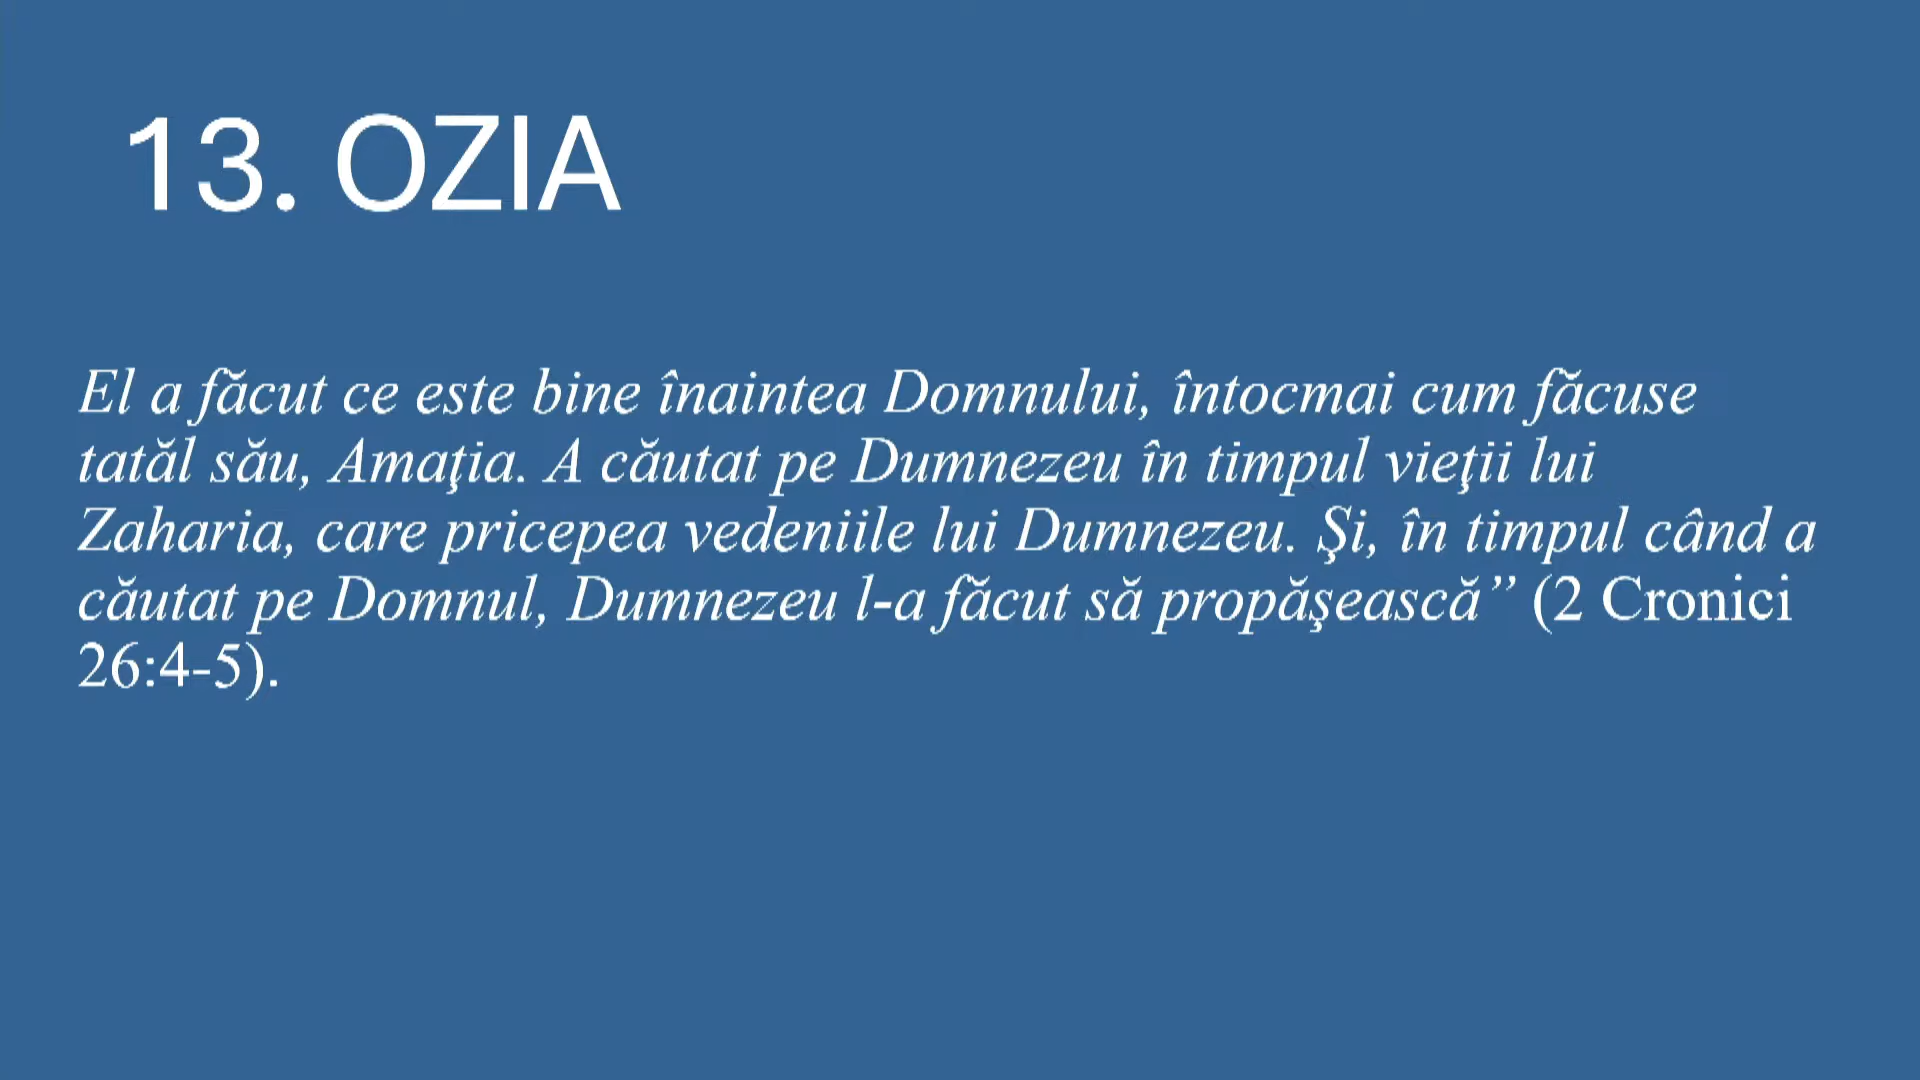 13. OZIA
El a făcut ce este bine înaintea Domnului, întocmai cum făcuse
tatăl său, Amaţia. A căutat pe Dumnezeu în timpul vieţii lui
Zaharia, care pricepea vedeniile lui Dumnezeu. Şi, în timpul când a
căutat pe Domnul, Dumnezeu l-a făcut să propăşească” (2 Cronici
26:4-5).